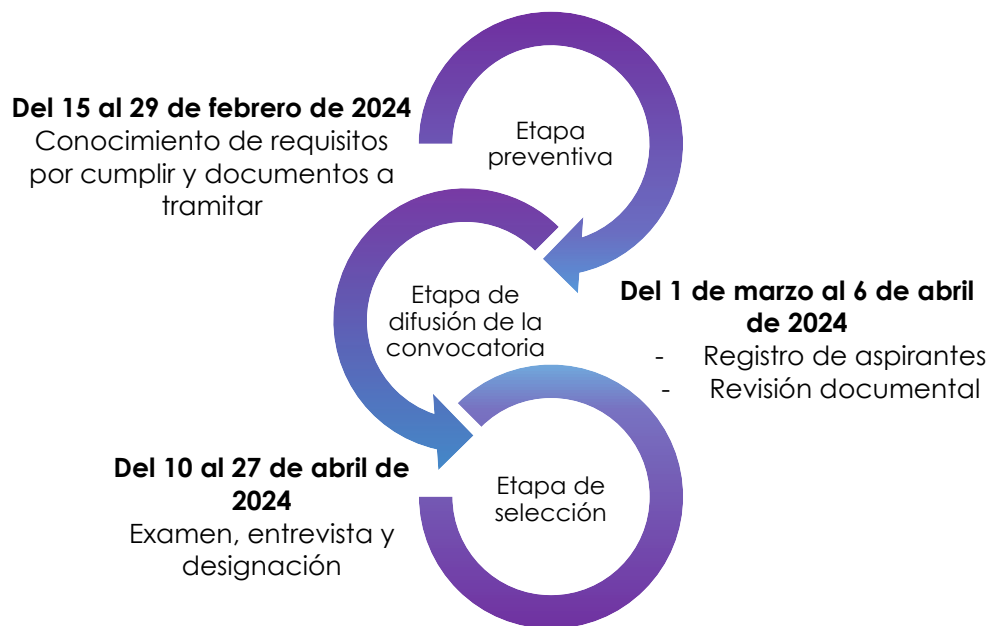 Del 15 al 29 de febrero de 2024
Conocimiento de requisitos
por cumplir y documentos a
tramitar
Etapa
preventiva
Etapa de
difusión de la
convocatoria
Del 1 de marzo al 6 de abril
de 2024
- Registro de aspirantes
- Revisión documental
Del 10 al 27 de abril de
2024
Examen, entrevista y
designación
Etapa de
selección